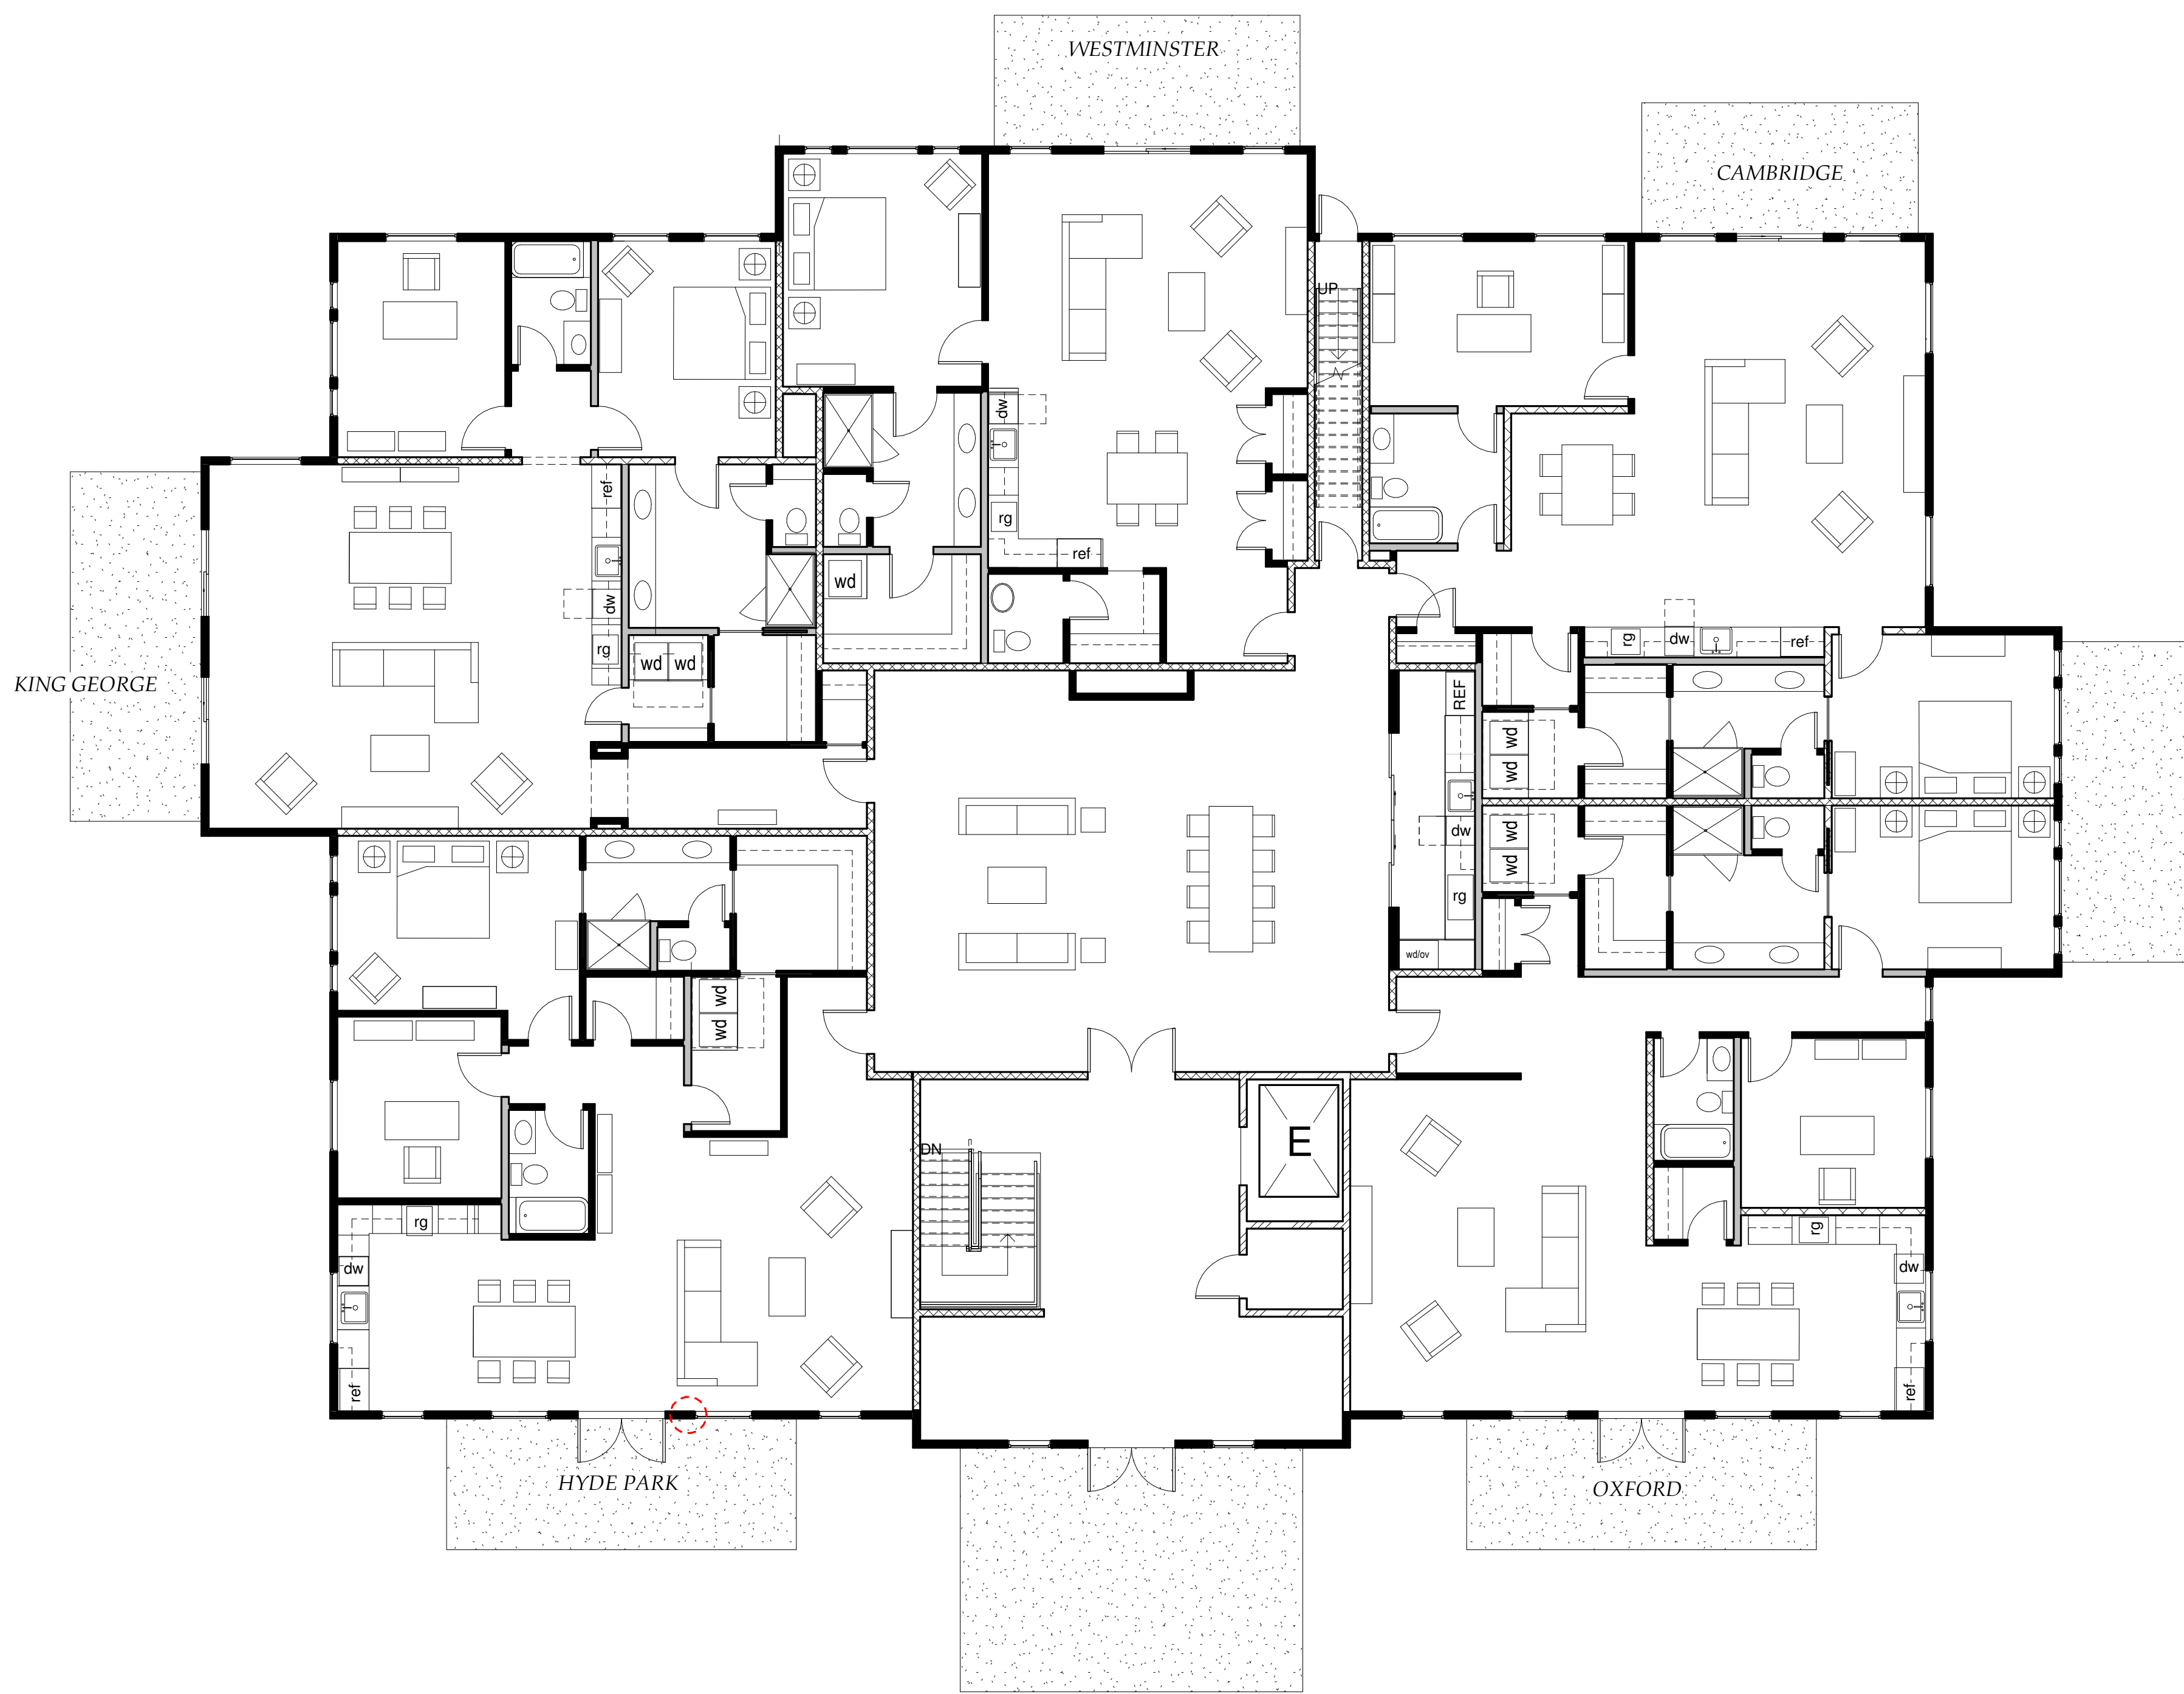 WESTMINSTER
CAMBRIDGE
UP
dw
rg
ref
wd
ref
dw
rg
wd wd
KING GEORGE
rg
dw
ref
REF
dw
rg
wd/ov
wd
wd
wd
wd
wd
wd
DN
E
rg
dw
ref
rg
dw
ref
HYDE PARK
OXFORD